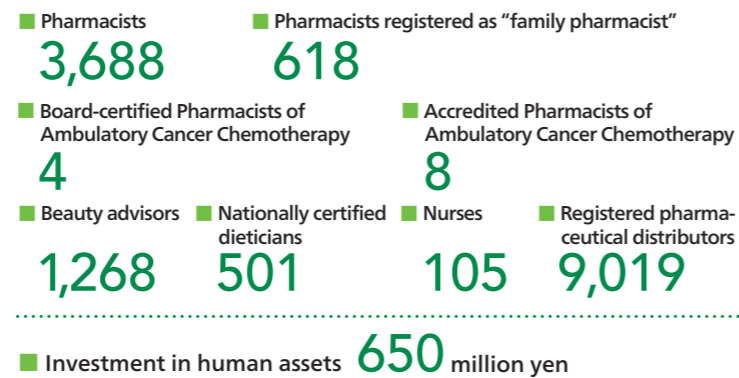 Pharmacists
Pharmacists registered as “family pharmacist”
3,688
618
Board-certified Pharmacists of
Ambulatory Cancer Chemotherapy
4
Accredited Pharmacists of
Ambulatory Cancer Chemotherapy
8
Beauty advisors
1,268
Nationally certified
dieticians
501
Nurses
105
Registered pharma-
ceutical distributors
9,019
Investment in human assets 650 million yen